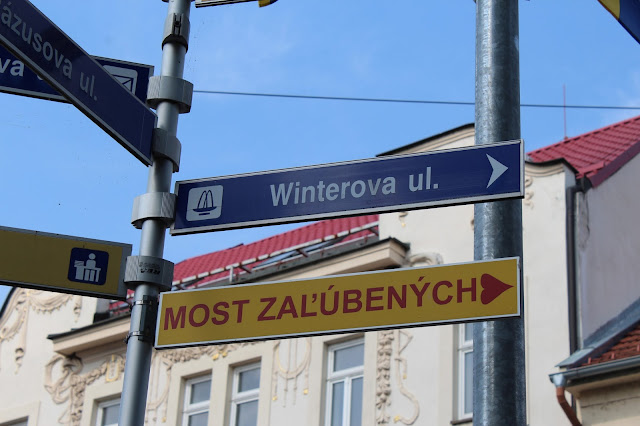 ázusova ul.
va
Winterova ul.
MOST ZAĽÚBENÝCH